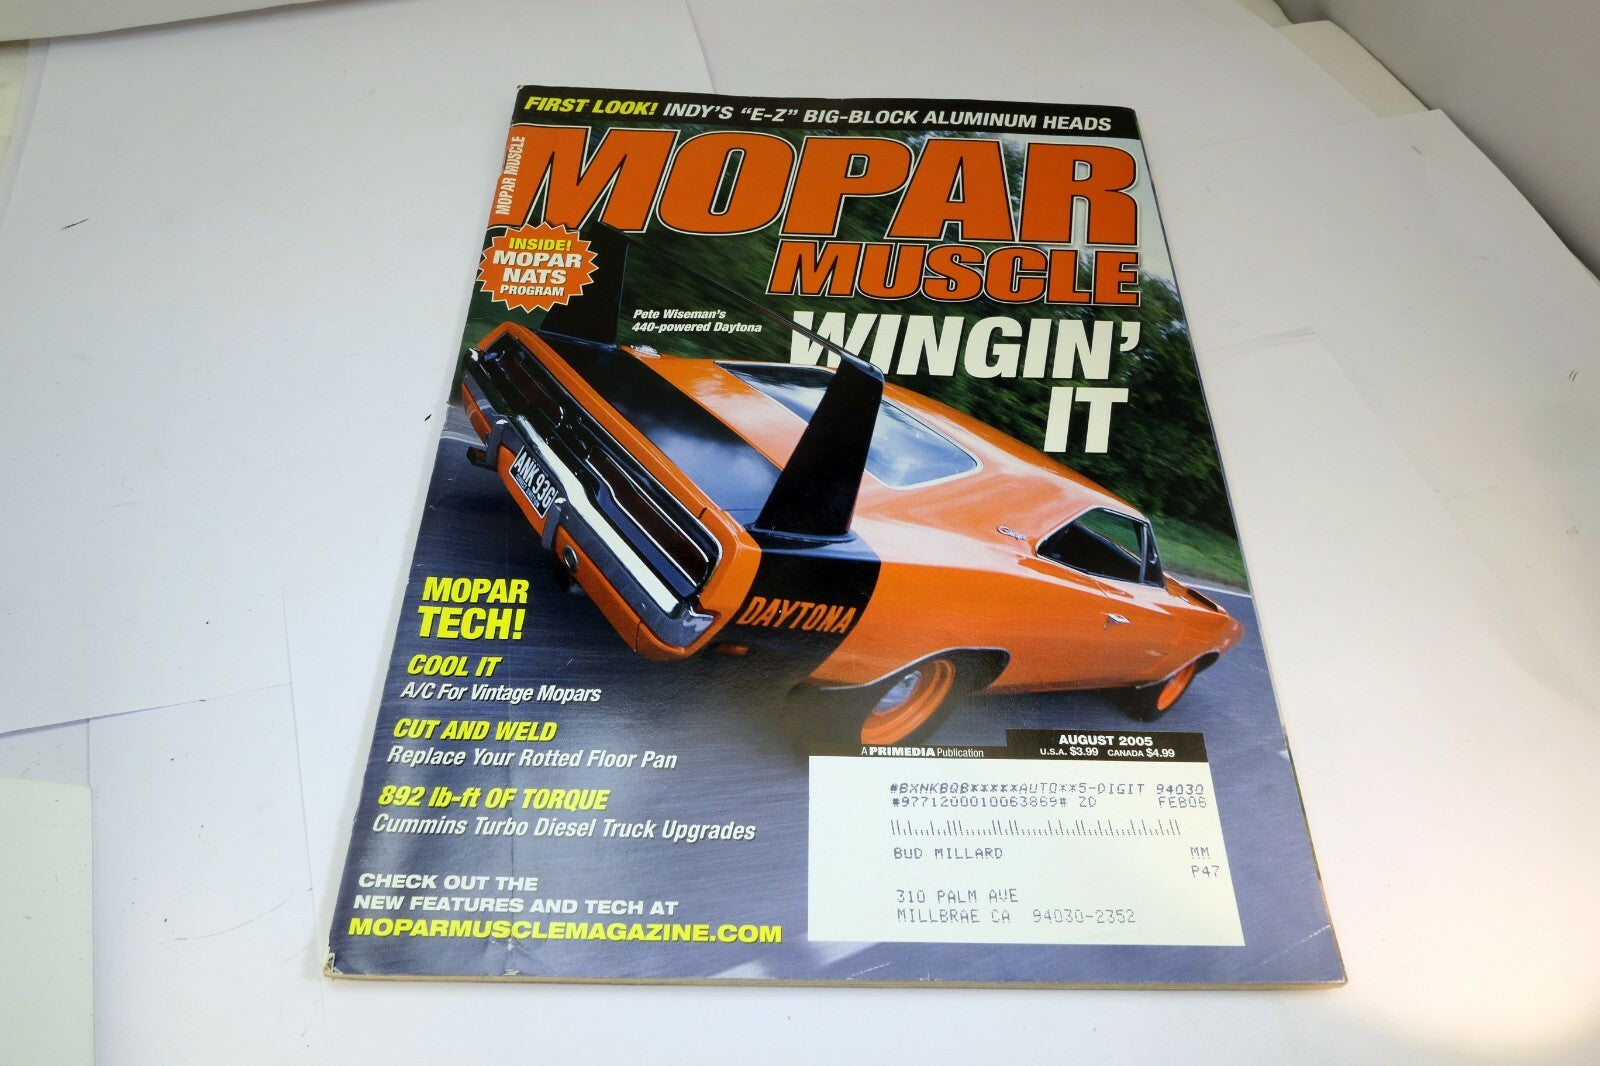 FIRST LOOK! INDY'S "E-Z" BIG-BLOCK ALUMINUM HEADS
MOPAR MUSCLE
MOPAR
MUSCLE
INSIDE!
MOPAR
NATS
PROGRAM
Pete Wiseman's
440-powered Daytona
WINGIN'
IT
ANK 93G
Charger
DAYTONA
MOPAR
TECH!
COOL IT
A/C For Vintage Mopars
CUT AND WELD
Replace Your Rotted Floor Pan
892 lb-ft OF TORQUE
Cummins Turbo Diesel Truck Upgrades
CHECK OUT THE
NEW FEATURES AND TECH AT
MOPARMUSCLEMAGAZINE.COM
A PRIMEDIA Publication
AUGUST 2005
U.S.A. $3.99 CANADA $4.99
#BXNKBQB*****AUTO**5-DIGIT 94030
#9771200010063869# ZD FEB06
BUD MILLARD MM
P47
310 PALM AVE
MILLBRAE CA 94030-2352